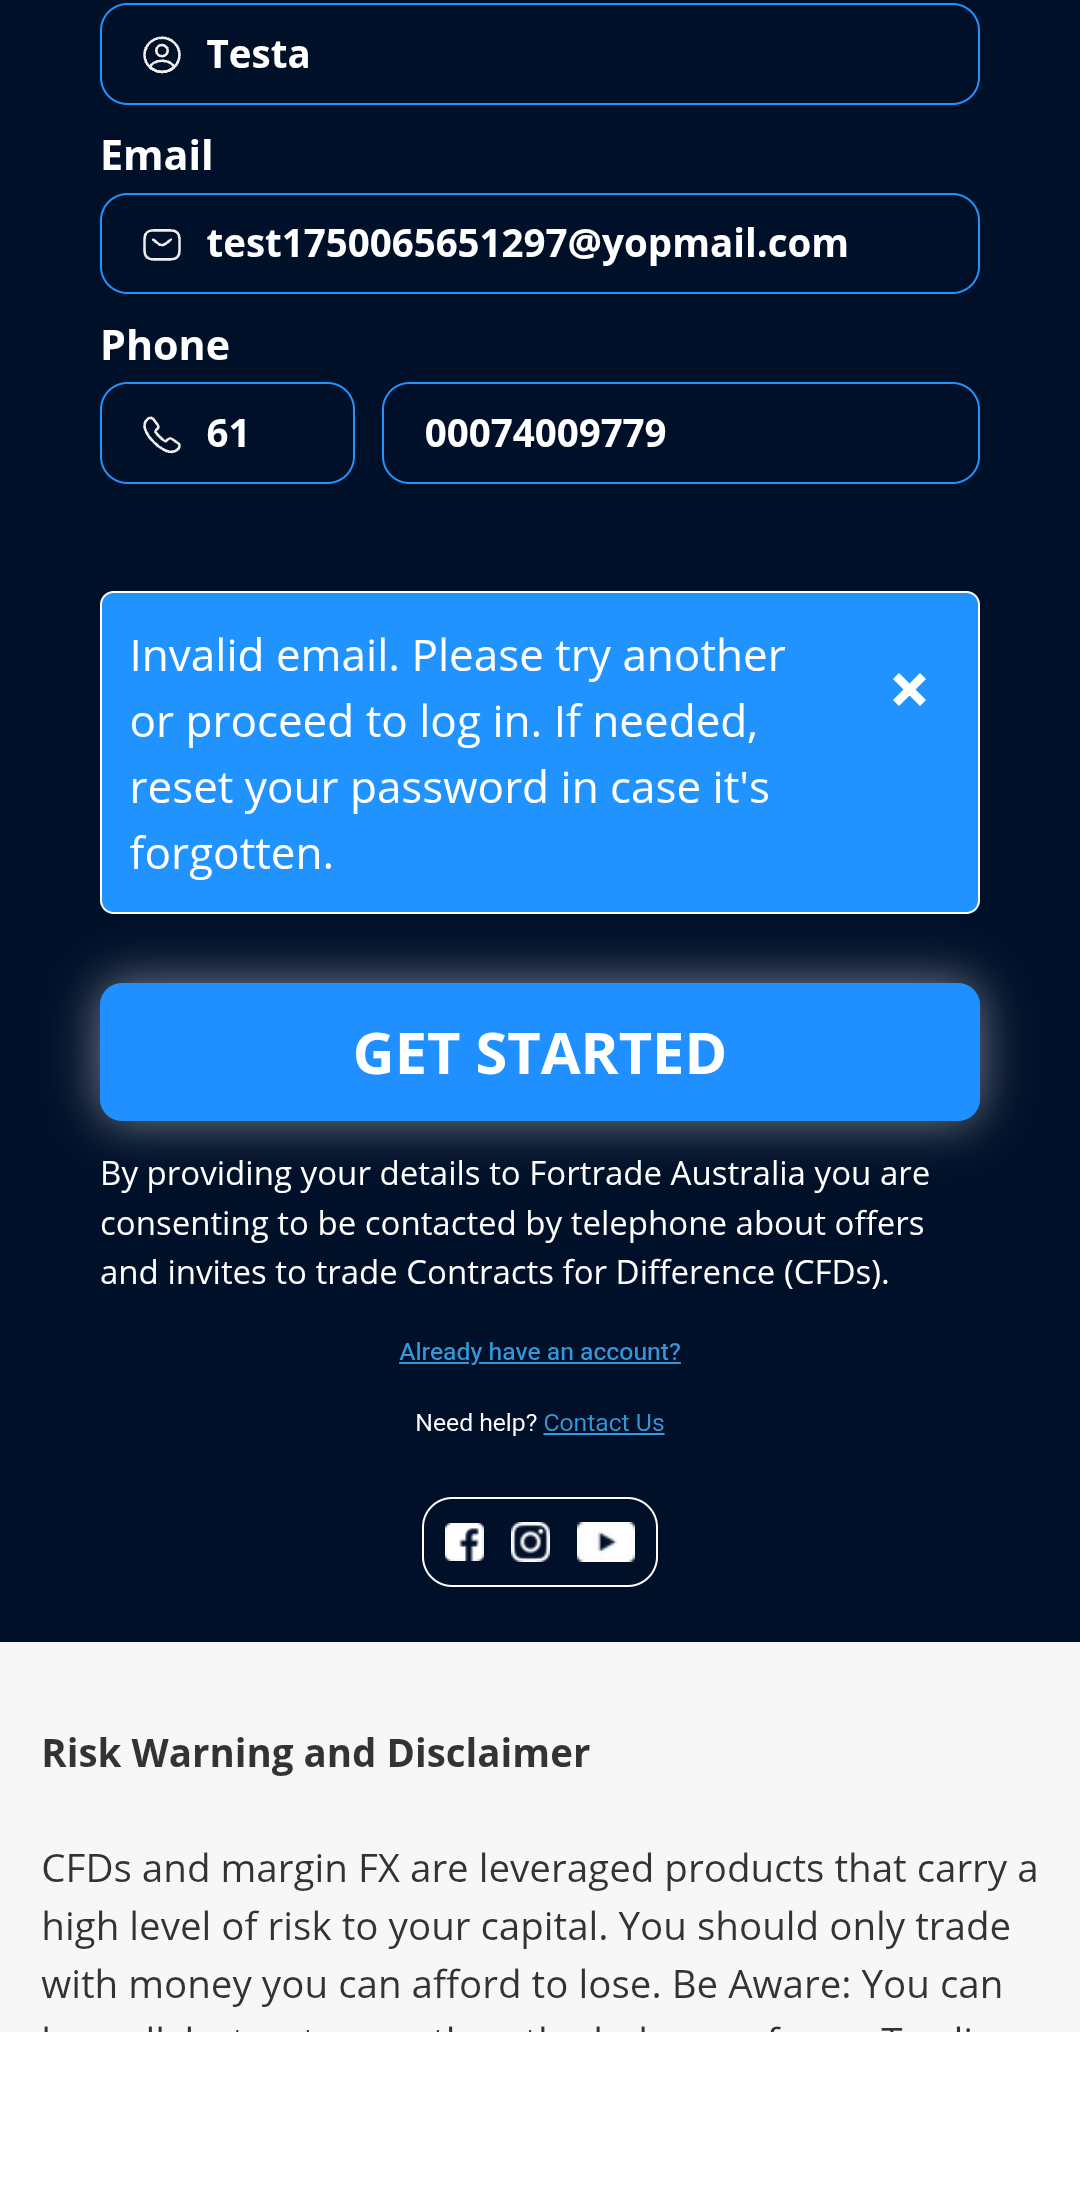 Testa
Email
test1750065651297@yopmail.com
Phone
61
00074009779
Invalid email. Please try another
or proceed to log in. If needed,
reset your password in case it's
forgotten.
GET STARTED
By providing your details to Fortrade Australia you are
consenting to be contacted by telephone about offers
and invites to trade Contracts for Difference (CFDs).
Already have an account?
Need help? Contact Us
Risk Warning and Disclaimer
CFDs and margin FX are leveraged products that carry a
high level of risk to your capital. You should only trade
with money you can afford to lose. Be Aware: You can